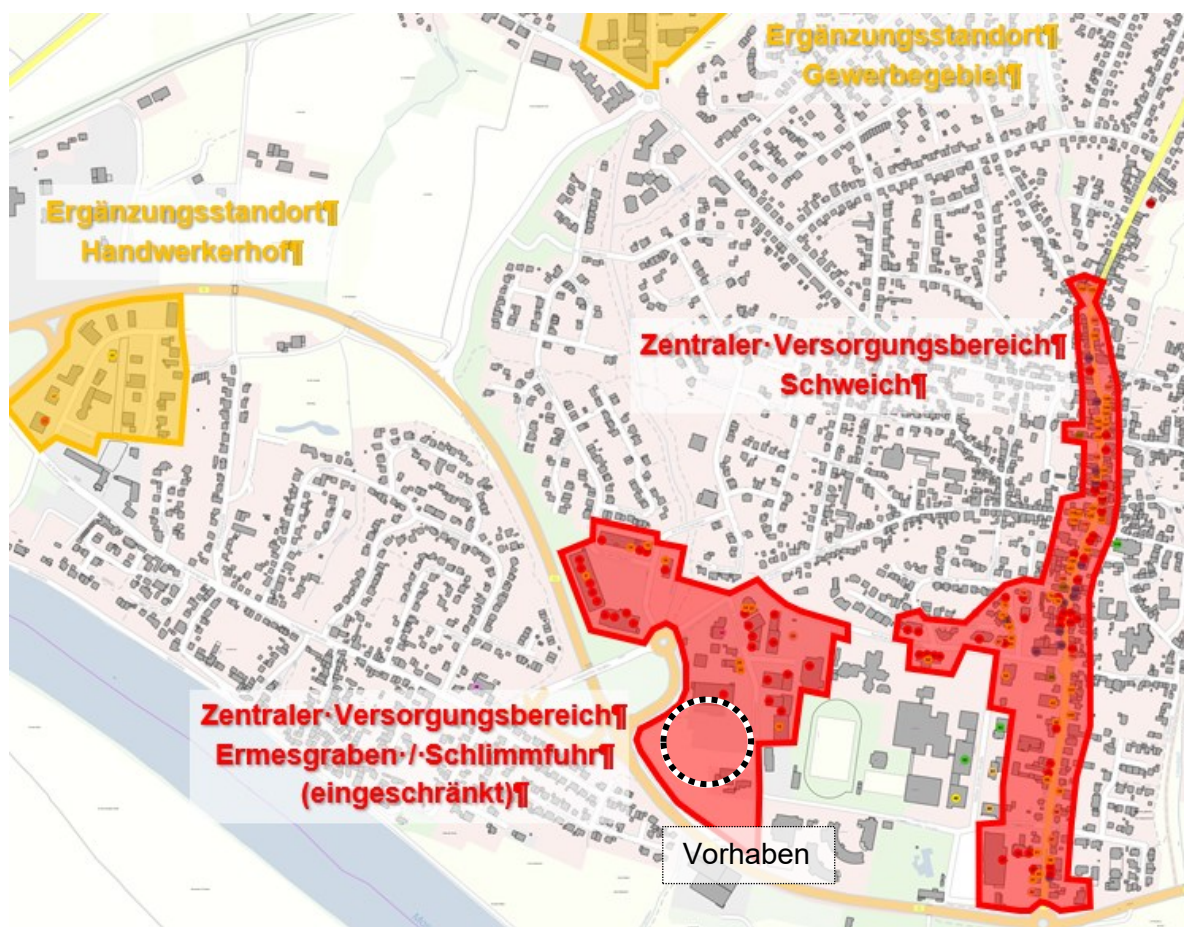 Ergänzungsstandort¶
Gewerbegebiet¶
Ergänzungsstandort¶
Handwerkerhof¶
Zentraler·Versorgungsbereich¶
Schweich¶
Zentraler·Versorgungsbereich¶
Ermesgraben·/·Schlimmfuhr¶
(eingeschränkt)¶
Vorhaben